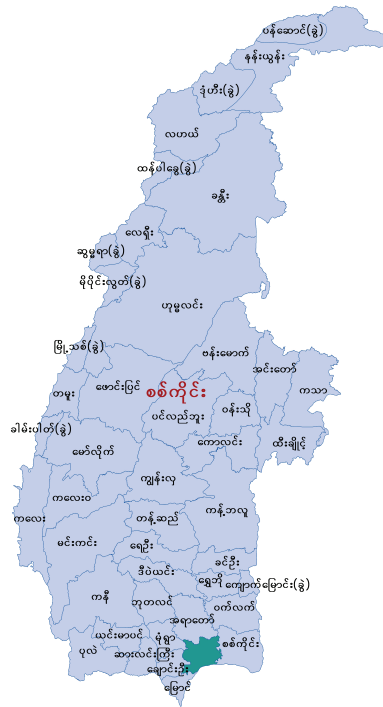 ပန်ဆောင်(ခွဲ)
နန်းယွန်း
ဒုံဟီး(ခွဲ)
လဟယ်
ထန်ပါခွေ(ခွဲ)
ခန္တီး
လေရှီး
ဆွမ္မရာ(ခွဲ)
မိုပိုင်းလွတ်(ခွဲ)
ဟုမ္မလင်း
မြို့သစ်(ခွဲ)
ဗန်းမောက်
အင်းတော်
ကသာ
ဖောင်းပြင်
စစ်ကိုင်း
တမူး
ပင်လည်ဘူး
ဝန်းသို
ခါမ်းပါတ်(ခွဲ)
ကောလင်း
ထီးချိုင့်
မော်လိုက်
ကျွန်းလှ
ကလေးဝ
ကန့်ဘလူ
ကလေး
တန့်ဆည်
မင်းကင်း
ရေဦး
ခင်ဦး
ဒီပဲယင်း
ရွှေဘို
ကျောက်မြောင်း(ခွဲ)
ကနီ
ဘုတလင်
ဝက်လက်
အရာတော်
ယင်းမာပင်
မုံရွာ
စစ်ကိုင်း
ပုလဲ
ဆားလင်းကြီး
ချောင်းဦး
မြောင်